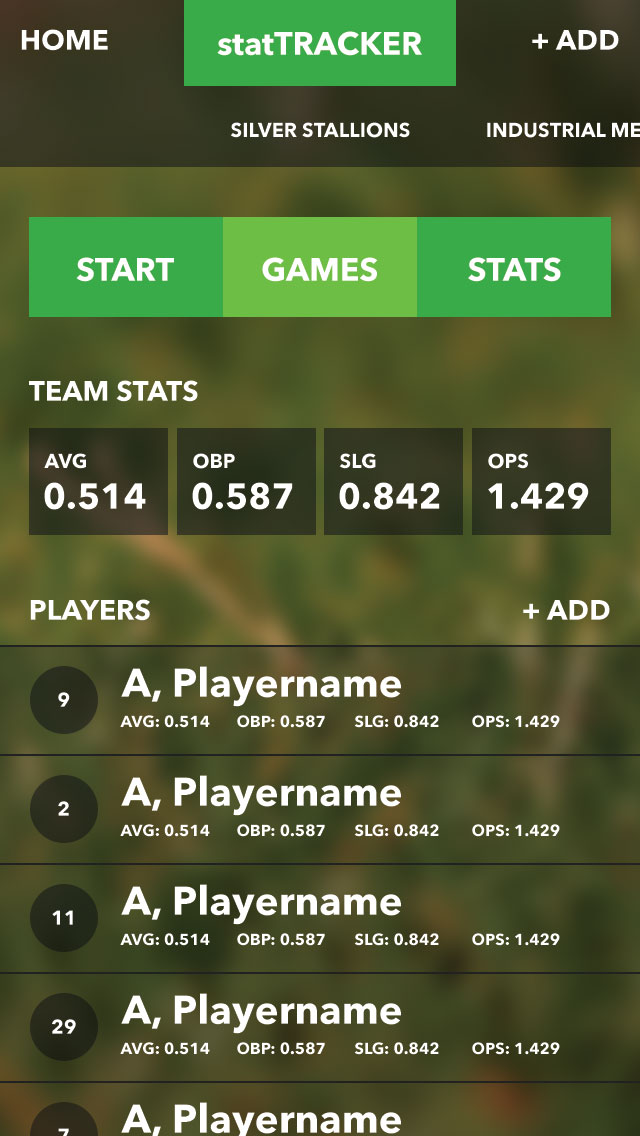 HOME statTRACKER + ADD
SILVER STALLIONS INDUSTRIAL ME
START GAMES STATS
TEAM STATS
AVG OBP SLG OPS
0.514 0.587 0.842 1.429
PLAYERS + ADD
9 A, Playername
AVG: 0.514 OBP: 0.587 SLG: 0.842 OPS: 1.429
2 A, Playername
AVG: 0.514 OBP: 0.587 SLG: 0.842 OPS: 1.429
11 A, Playername
AVG: 0.514 OBP: 0.587 SLG: 0.842 OPS: 1.429
29 A, Playername
AVG: 0.514 OBP: 0.587 SLG: 0.842 OPS: 1.429
7 A, Playername